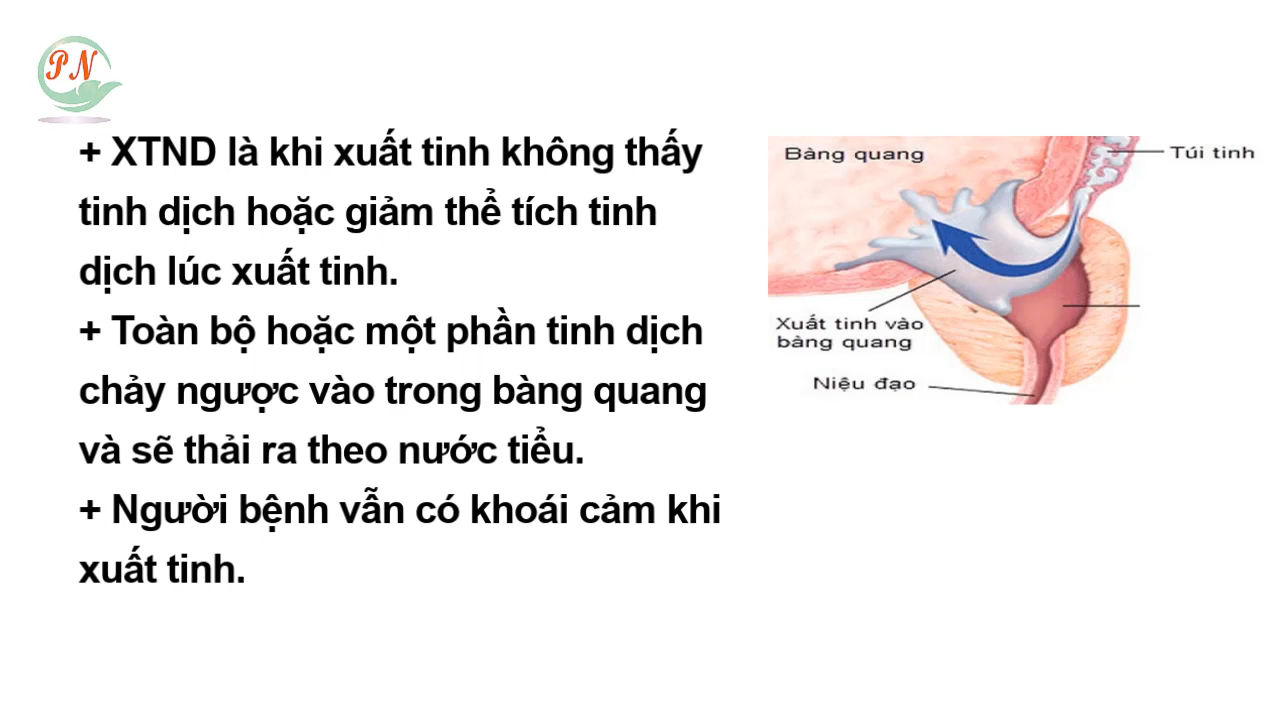 PN
+ XTND là khi xuất tinh không thấy
tinh dịch hoặc giảm thể tích tinh
dịch lúc xuất tinh.
+ Toàn bộ hoặc một phần tinh dịch
chảy ngược vào trong bàng quang
và sẽ thải ra theo nước tiểu.
+ Người bệnh vẫn có khoái cảm khi
xuất tinh.
Bàng quang
Túi tinh
Xuất tinh vào
bàng quang
Niệu đạo